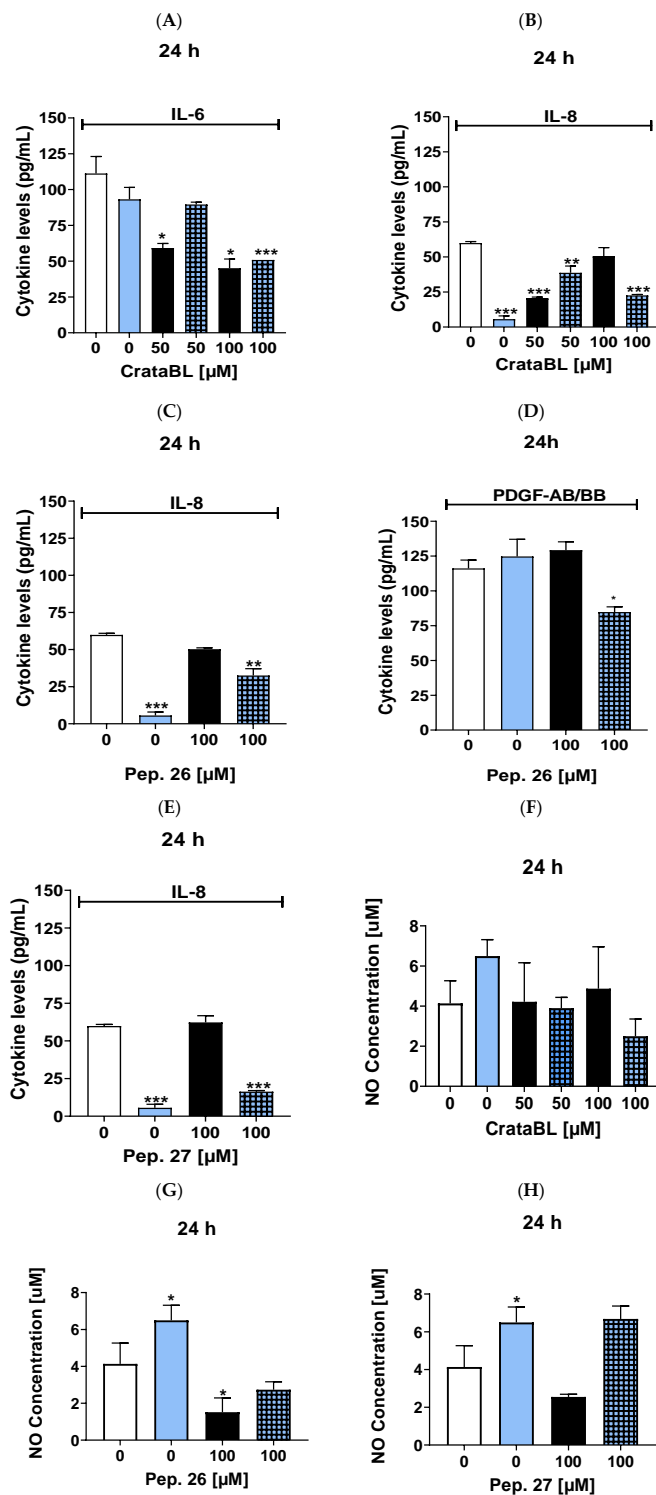 (A)
24 h
IL-6
Cytokine levels (pg/mL)
150
125
100
75
50
25
0
* * ***
0 0 50 50 100 100
CrataBL [µM]
(B)
24 h
IL-8
Cytokine levels (pg/mL)
150
125
100
75
50
25
0
*** *** ** ***
0 0 50 50 100 100
CrataBL [µM]
(C)
24 h
IL-8
Cytokine levels (pg/mL)
150
125
100
75
50
25
0
*** **
0 0 100 100
Pep. 26 [µM]
(D)
24h
PDGF-AB/BB
Cytokine levels (pg/mL)
150
125
100
75
50
25
0
*
0 0 100 100
Pep. 26 [µM]
(E)
24 h
IL-8
Cytokine levels (pg/mL)
150
125
100
75
50
25
0
*** ***
0 0 100 100
Pep. 27 [µM]
(F)
24 h
NO Concentration [uM]
8
6
4
2
0
0 0 50 50 100 100
CrataBL [µM]
(G)
24 h
NO Concentration [uM]
8
6
4
2
0
* *
0 0 100 100
Pep. 26 [µM]
(H)
24 h
NO Concentration [uM]
8
6
4
2
0
*
0 0 100 100
Pep. 27 [µM]